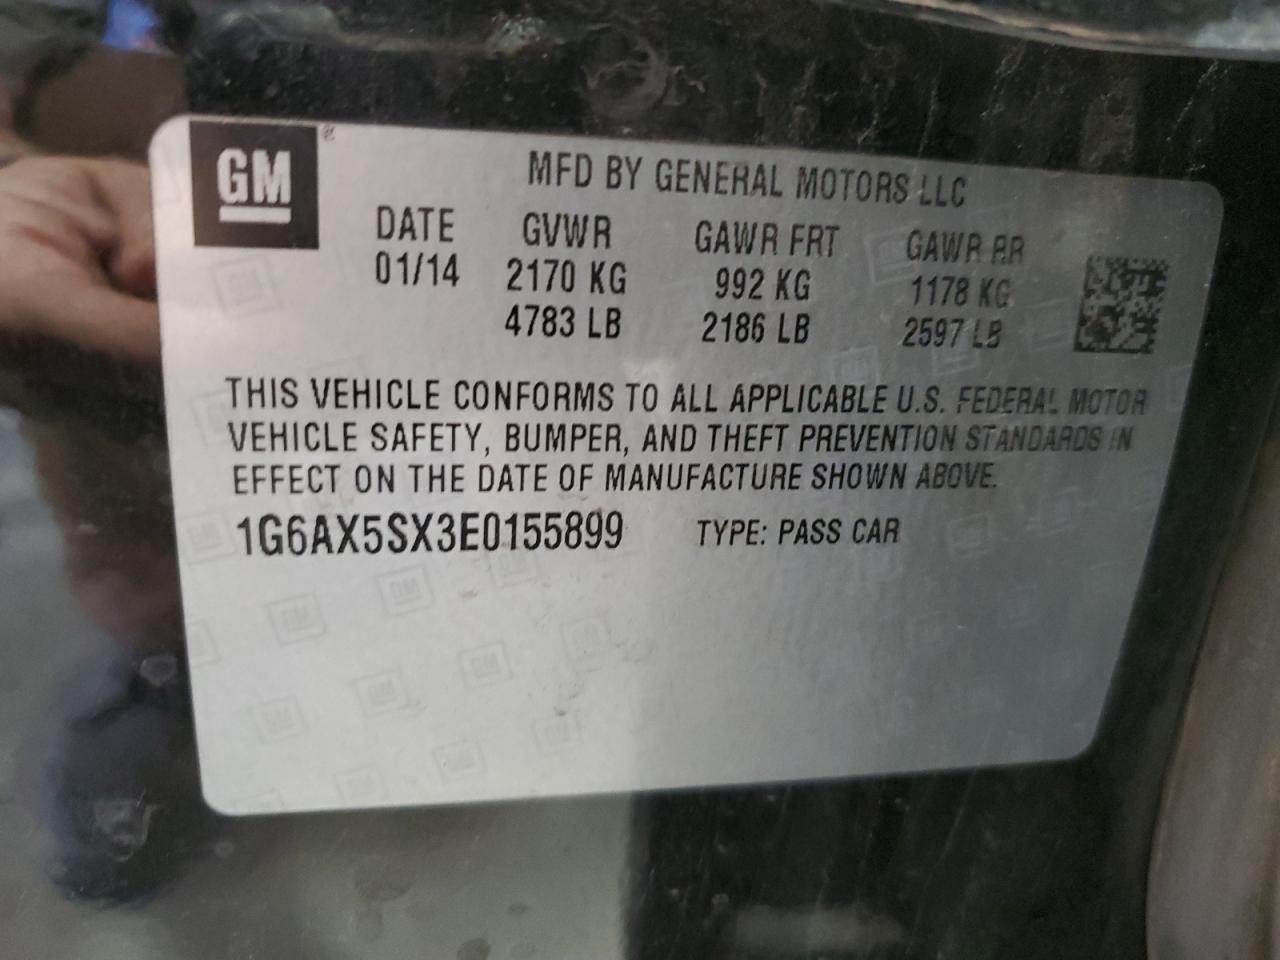 GM
MFD BY GENERAL MOTORS LLC
DATE GVWR GAWR FRT GAWR RR
01/14 2170 KG 992 KG 1178 KG
4783 LB 2186 LB 2597 LB
THIS VEHICLE CONFORMS TO ALL APPLICABLE U.S. FEDERAL MOTOR
VEHICLE SAFETY, BUMPER, AND THEFT PREVENTION STANDARDS IN
EFFECT ON THE DATE OF MANUFACTURE SHOWN ABOVE.
1G6AX5SX3E0155899 TYPE: PASS CAR